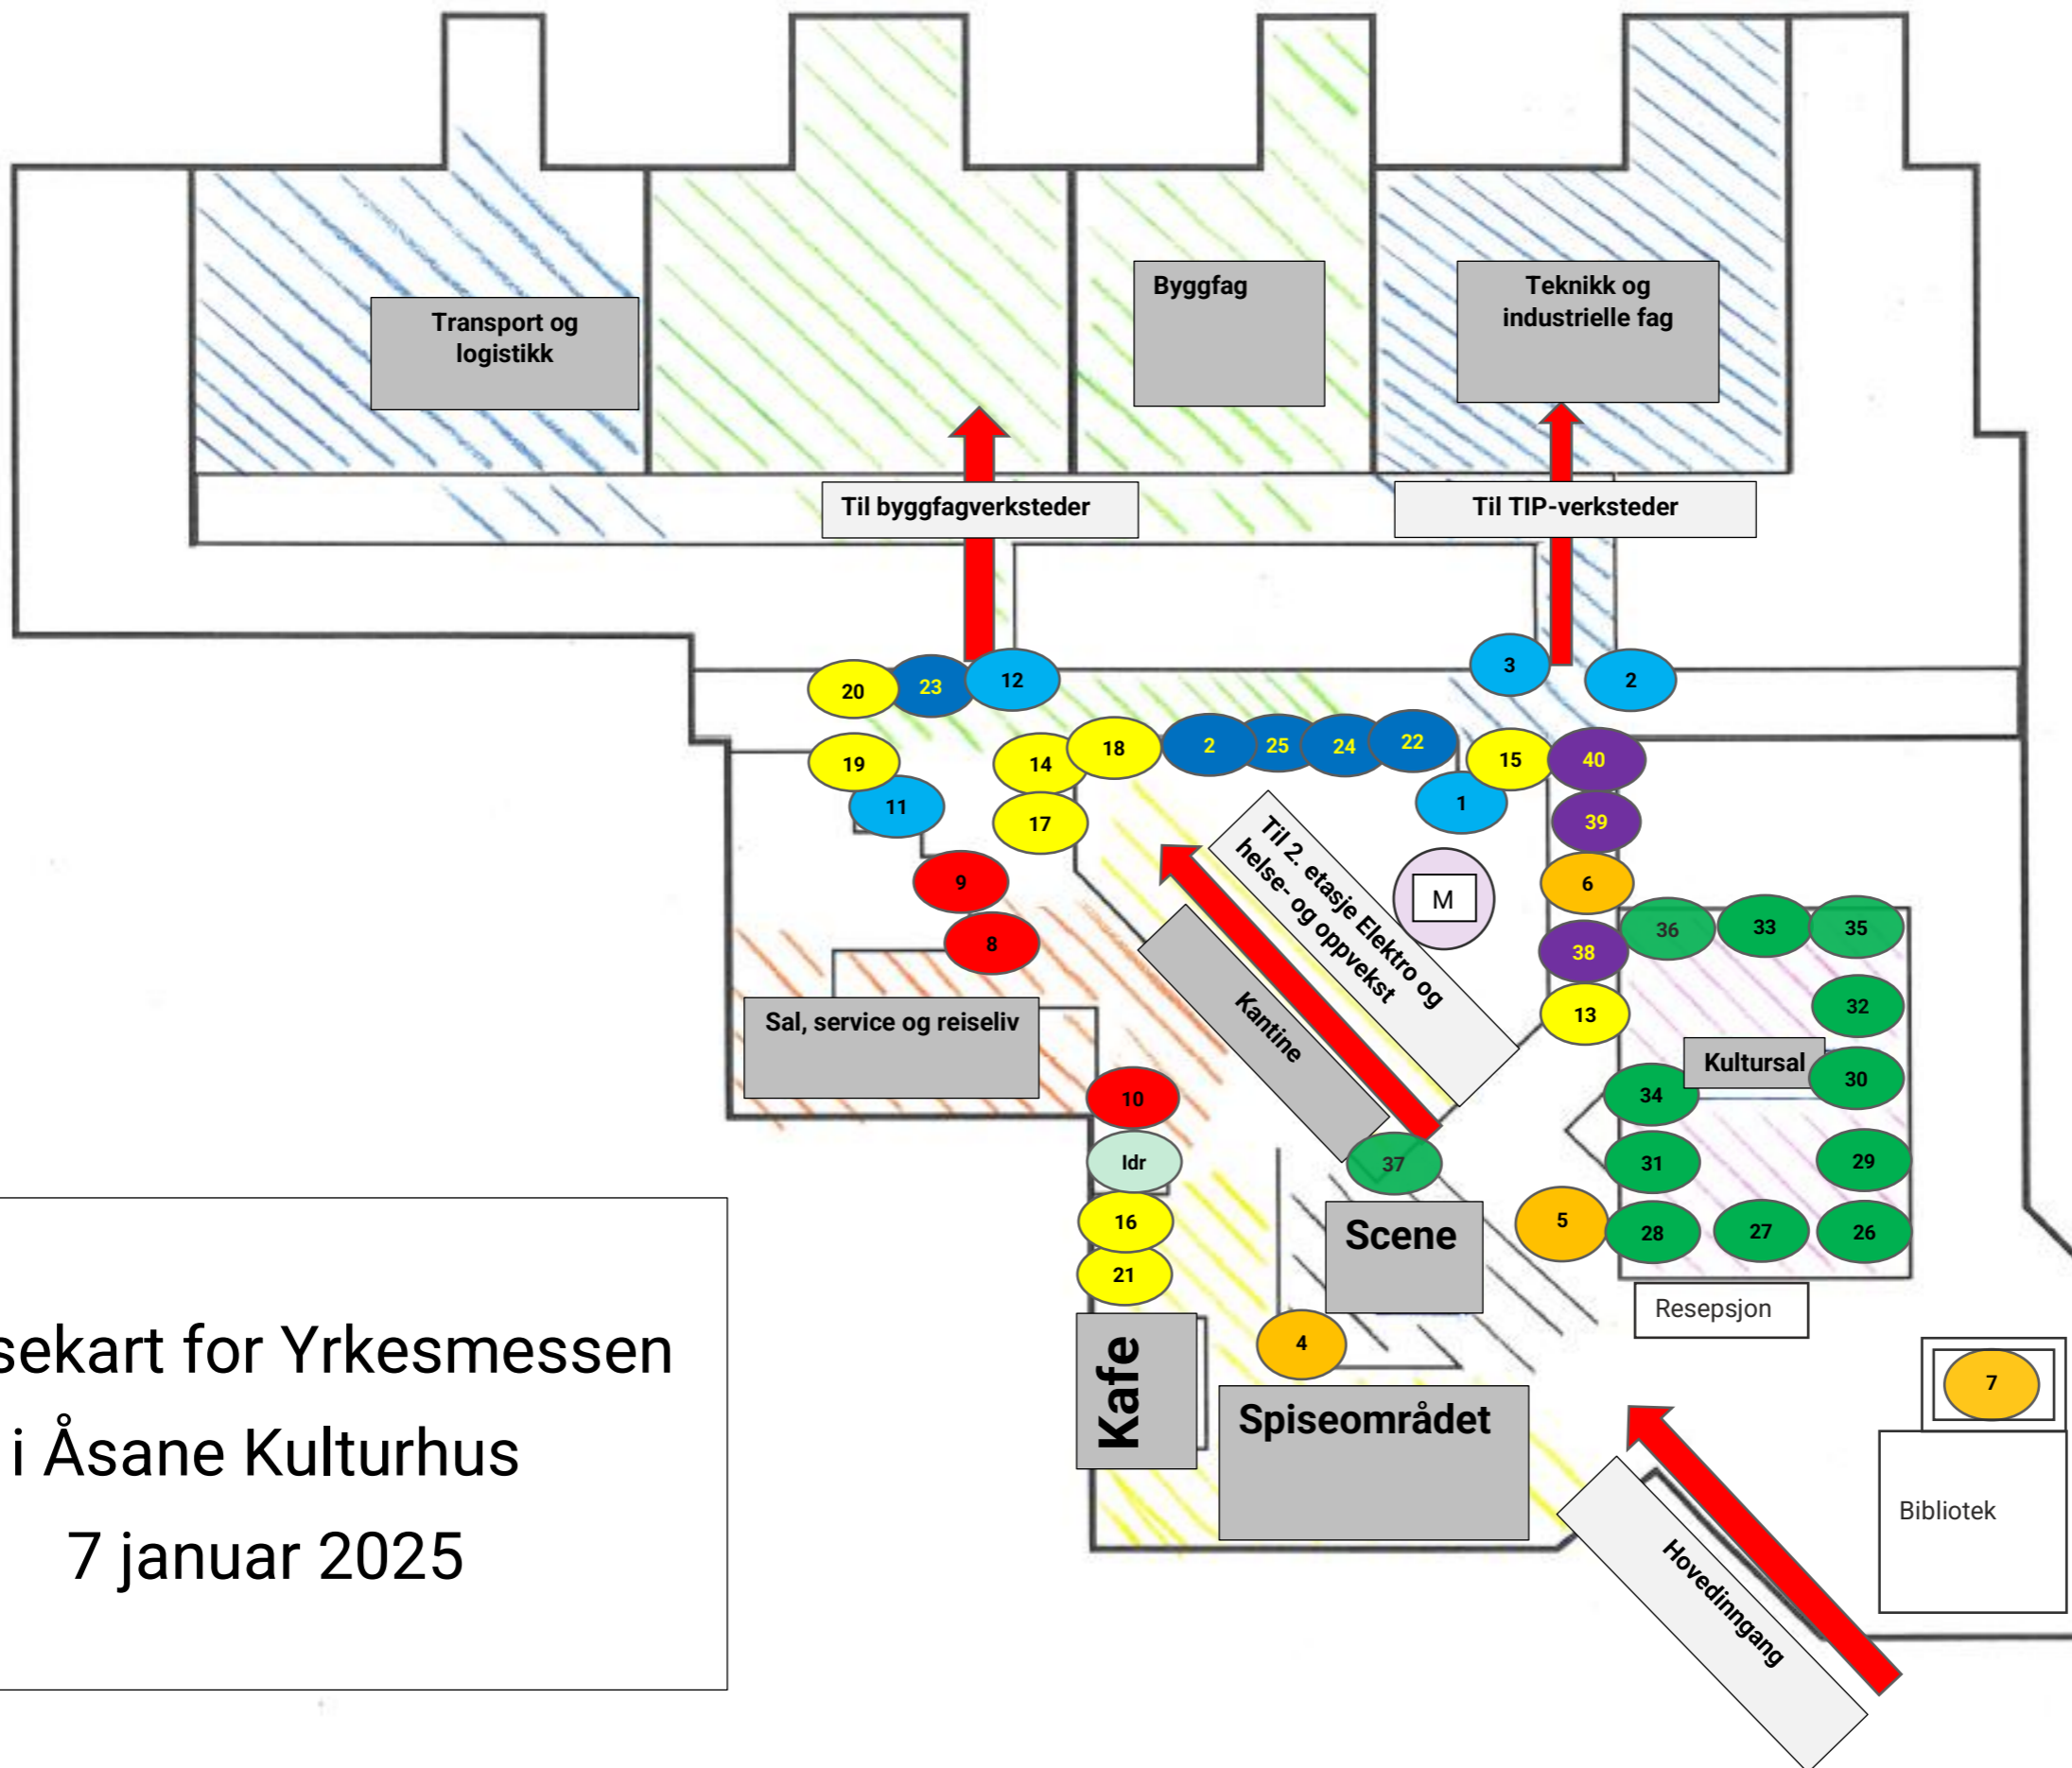 Byggfag
Teknikk og
industrielle fag
Transport og
logistikk
Til byggfagverksteder
Til TIP-verksteder
3
20
23
12
2
18
2
25
24
22
19
14
15
40
11
17
1
39
Til 2. etasje Elektro og
helse- og oppvekst
9
6
M
8
36
33
35
38
Sal, service og reiseliv
Kantine
13
32
Kultursal
30
10
34
Idr
37
31
29
16
Scene
5
28
27
26
21
Resepsjon
sekart for Yrkesmessen
i Åsane Kulturhus
7 januar 2025
Kafe
4
7
Spiseområdet
Bibliotek
Hovedinngang